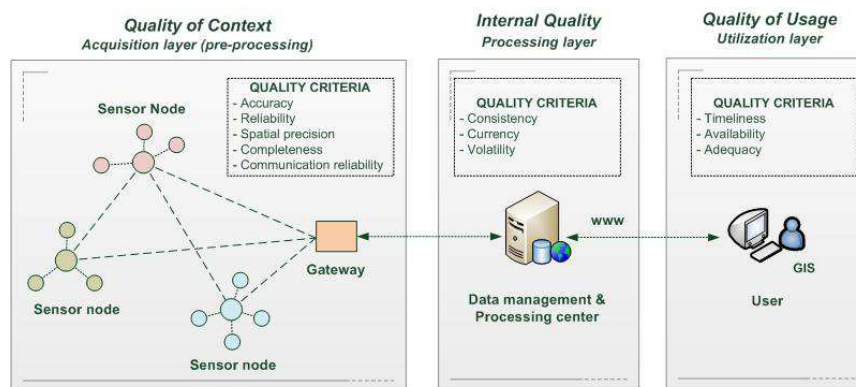 Quality of Context
Acquisition layer (pre-processing)
QUALITY CRITERIA
- Accuracy
- Reliability
- Spatial precision
- Completeness
- Communication reliability
Sensor Node
Sensor node
Sensor node
Gateway
Internal Quality
Processing layer
QUALITY CRITERIA
- Consistency
- Currency
- Volatility
Data management &
Processing center
www
Quality of Usage
Utilization layer
QUALITY CRITERIA
- Timeliness
- Availability
- Adequacy
GIS
User